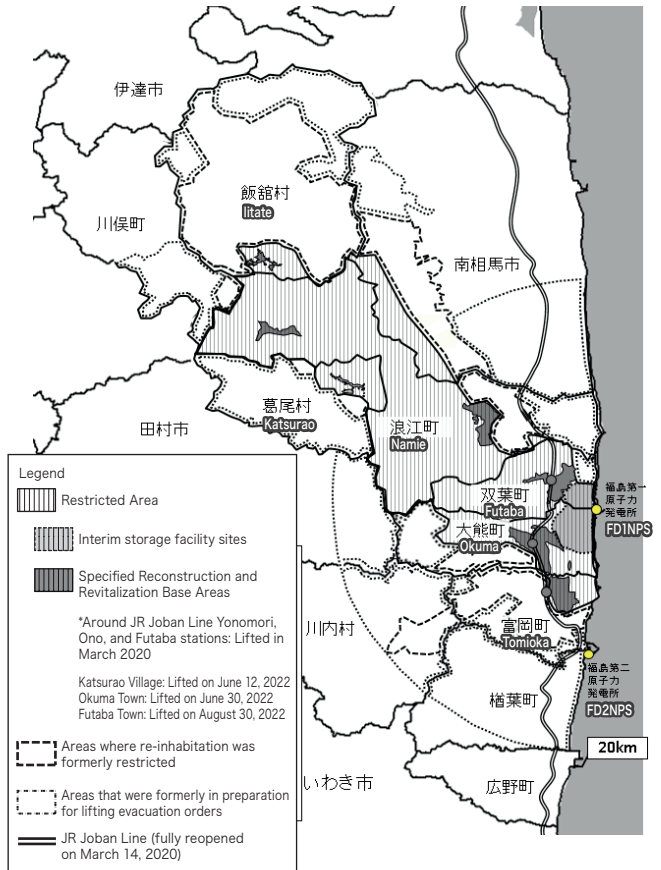 伊達市
飯舘村
Iitate
川俣町
南相馬市
葛尾村
Katsurao
田村市
浪江町
Namie
双葉町
Futaba
大熊町
Okuma
福島第一
原子力
発電所
FD1NPS
川内村
富岡町
Tomioka
福島第二
原子力
発電所
FD2NPS
楢葉町
20km
いわき市
広野町
Legend
Restricted Area
Interim storage facility sites
Specified Reconstruction and
Revitalization Base Areas
*Around JR Joban Line Yonomori,
Ono, and Futaba stations: Lifted in
March 2020
Katsurao Village: Lifted on June 12, 2022
Okuma Town: Lifted on June 30, 2022
Futaba Town: Lifted on August 30, 2022
Areas where re-inhabitation was
formerly restricted
Areas that were formerly in preparation
for lifting evacuation orders
JR Joban Line (fully reopened
on March 14, 2020)